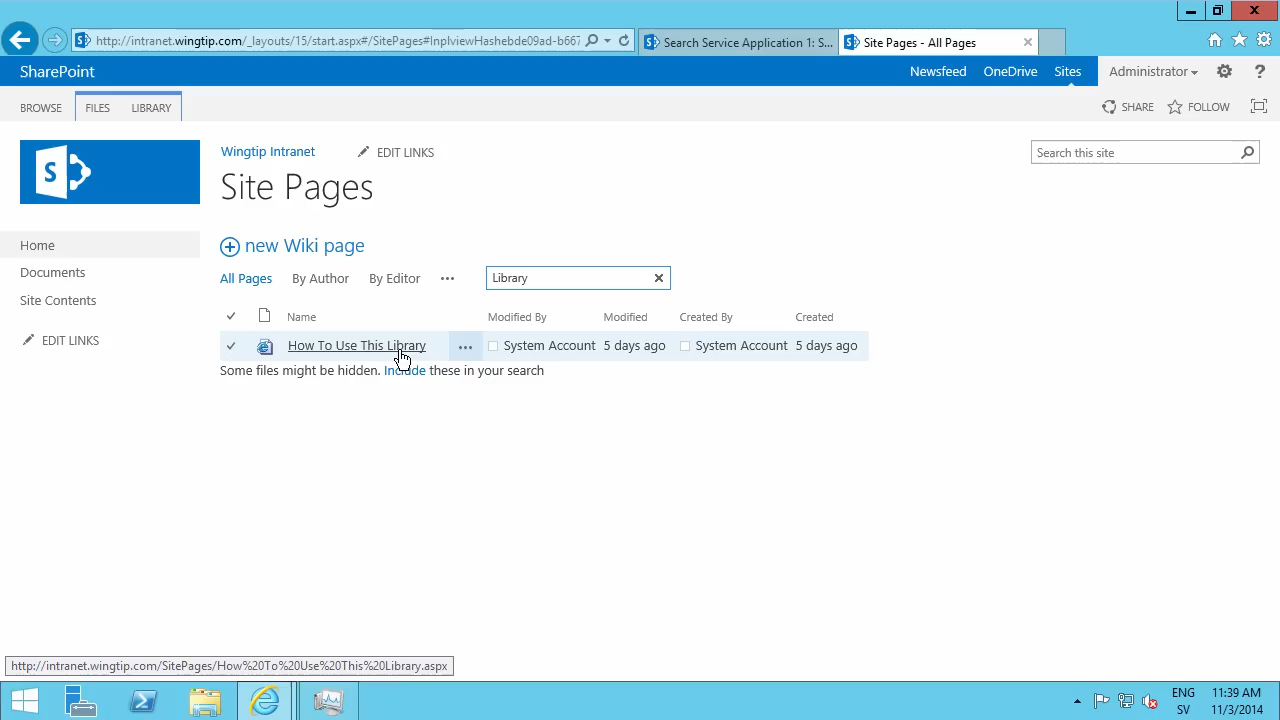 http://intranet.wingtip.com/_layouts/15/start.aspx#/SitePages#InplviewHashebde09ad-b667
Search Service Application 1: S...
Site Pages - All Pages
SharePoint
Newsfeed OneDrive Sites Administrator
BROWSE FILES LIBRARY
SHARE FOLLOW
S
Wingtip Intranet EDIT LINKS
Search this site
Site Pages
Home
Documents
Site Contents
EDIT LINKS
new Wiki page
All Pages By Author By Editor ... Library
Name Modified By Modified Created By Created
How To Use This Library ... System Account 5 days ago System Account 5 days ago
Some files might be hidden. Include these in your search
http://intranet.wingtip.com/SitePages/How%20To%20Use%20This%20Library.aspx
ENG 11:39 AM
SV 11/3/2014